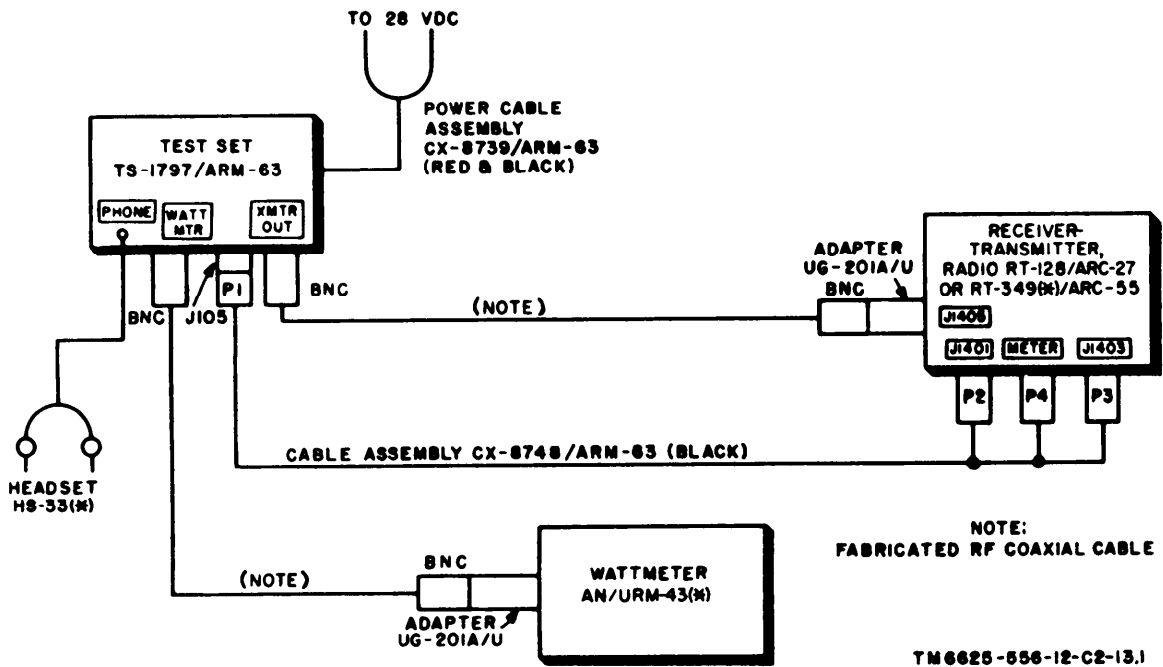 TO 28 VDC
POWER CABLE
ASSEMBLY
CX-8739/ARM-63
(RED & BLACK)
TEST SET
TS-1797/ARM-63
PHONE
WATT
MTR
XMTR
OUT
BNC
J105
P1
BNC
(NOTE)
ADAPTER
UG-201A/U
BNC
RECEIVER-
TRANSMITTER,
RADIO RT-128/ARC-27
OR RT-349(*)/ARC-55
J1405
J1401
METER
J1403
P2
P4
P3
CABLE ASSEMBLY CX-8748/ARM-63 (BLACK)
HEADSET
HS-33(*)
(NOTE)
BNC
ADAPTER
UG-201A/U
WATTMETER
AN/URM-43(*)
NOTE:
FABRICATED RF COAXIAL CABLE
TM6625-556-12-C2-13.1